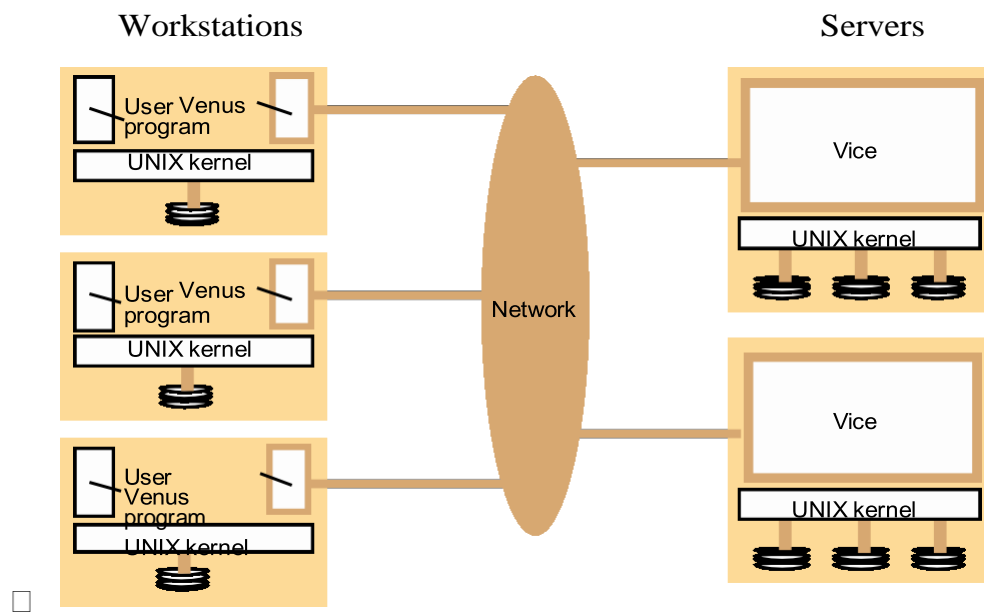 Workstations
Servers
User Venus
program
UNIX kernel
User Venus
program
UNIX kernel
User
Venus
program
UNIX kernel
Network
Vice
UNIX kernel
Vice
UNIX kernel